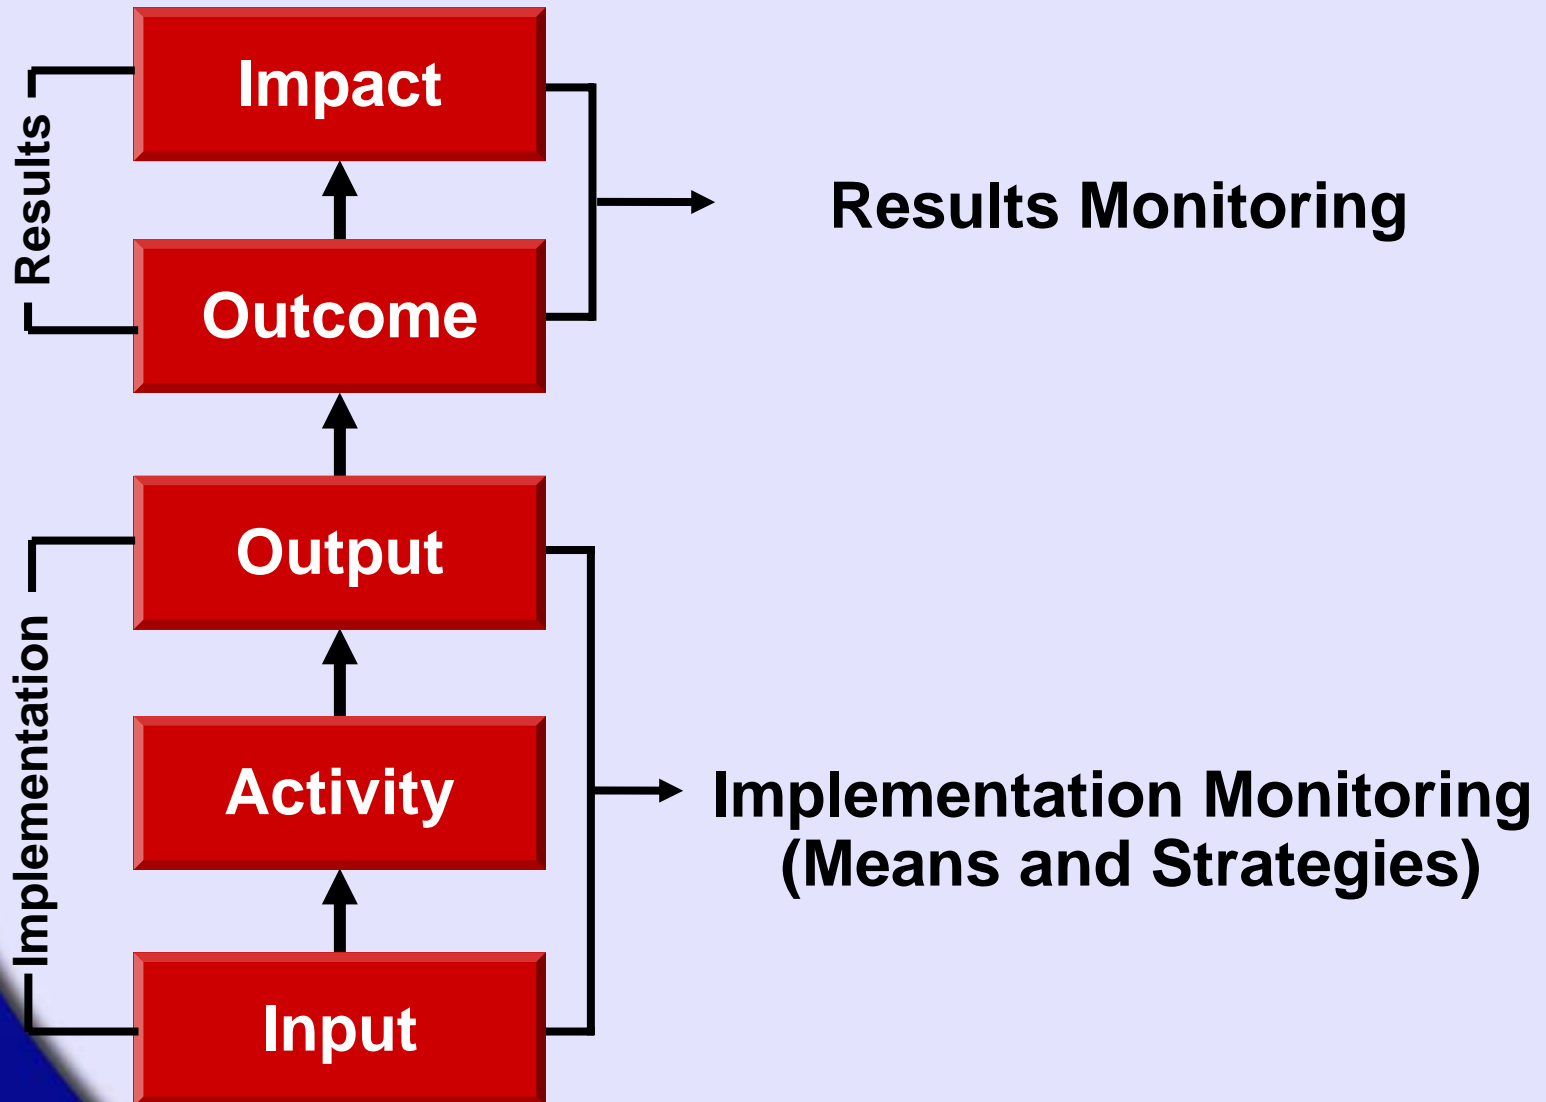 Results
Impact
Outcome
Results Monitoring
Implementation
Output
Activity
Input
Implementation Monitoring
(Means and Strategies)